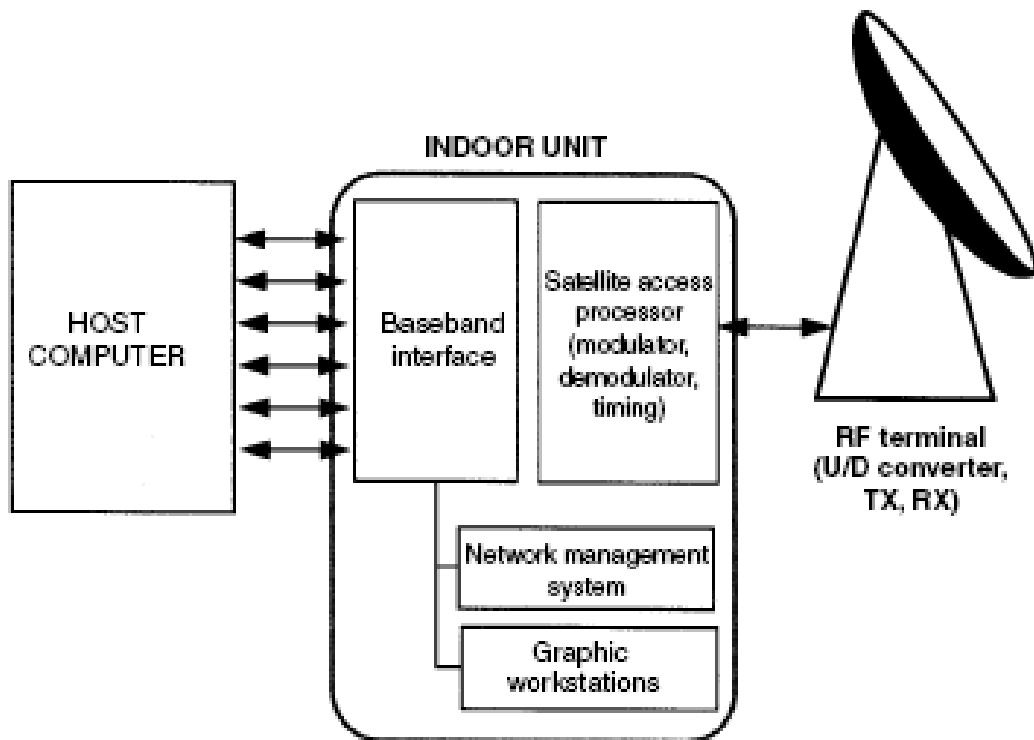 INDOOR UNIT
HOST
COMPUTER
Baseband
interface
Satellite access
processor
(modulator,
demodulator,
timing)
RF terminal
(U/D converter,
TX, RX)
Network management
system
Graphic
workstations